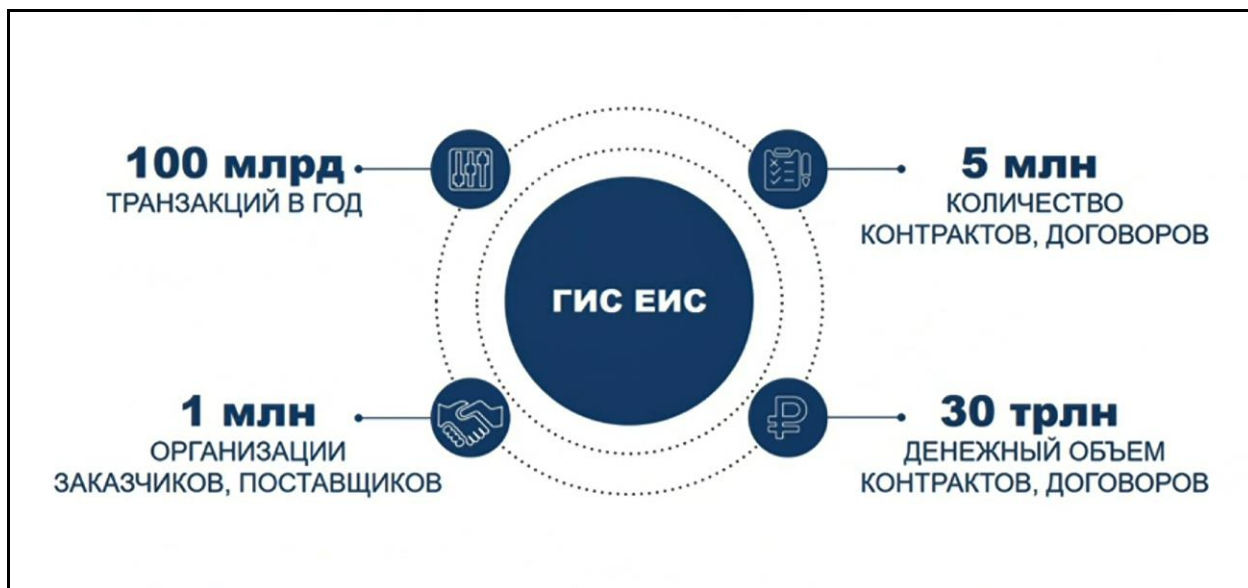 100 млрд
ТРАНЗАКЦИЙ В ГОД
5 млн
КОЛИЧЕСТВО
КОНТРАКТОВ, ДОГОВОРОВ
ГИС ЕИС
1 млн
ОРГАНИЗАЦИИ
ЗАКАЗЧИКОВ, ПОСТАВЩИКОВ
30 трлн
ДЕНЕЖНЫЙ ОБЪЕМ
КОНТРАКТОВ, ДОГОВОРОВ